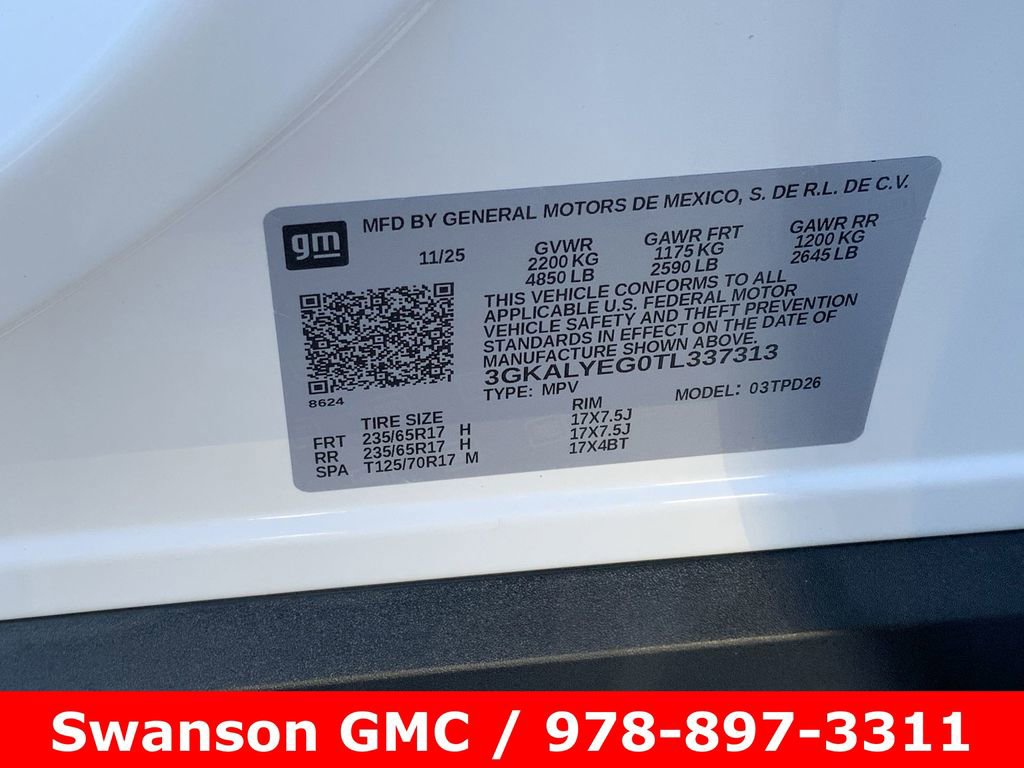 gm
MFD BY GENERAL MOTORS DE MEXICO, S. DE R.L. DE C.V.
11/25
GVWR
2200 KG
4850 LB
GAWR FRT
1175 KG
2590 LB
GAWR RR
1200 KG
2645 LB
THIS VEHICLE CONFORMS TO ALL
APPLICABLE U.S. FEDERAL MOTOR
VEHICLE SAFETY AND THEFT PREVENTION
STANDARDS IN EFFECT ON THE DATE OF
MANUFACTURE SHOWN ABOVE.
3GKALYEG0TL337313
TYPE: MPV MODEL: 03TPD26
8624
TIRE SIZE RIM
FRT 235/65R17 H 17X7.5J
RR 235/65R17 H 17X7.5J
SPA T125/70R17 M 17X4BT
Swanson GMC / 978-897-3311